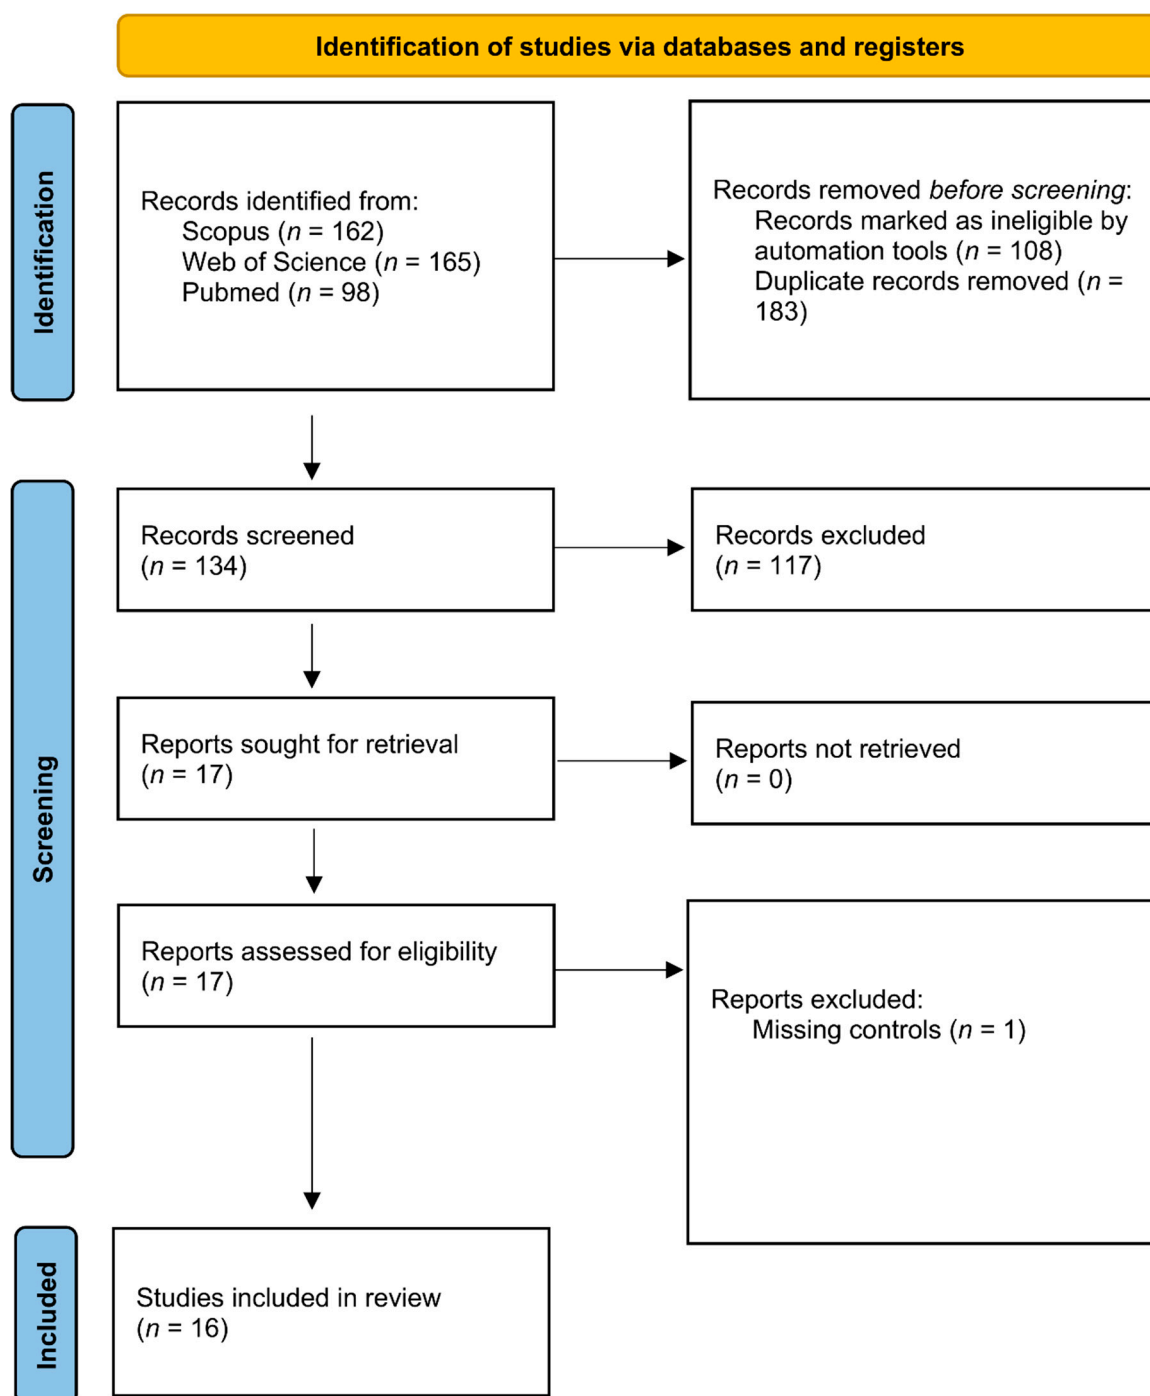 Identification of studies via databases and registers
Identification
Records identified from:
Scopus (n = 162)
Web of Science (n = 165)
Pubmed (n = 98)
Records removed before screening:
Records marked as ineligible by
automation tools (n = 108)
Duplicate records removed (n =
183)
Screening
Records screened
(n = 134)
Records excluded
(n = 117)
Reports sought for retrieval
(n = 17)
Reports not retrieved
(n = 0)
Reports assessed for eligibility
(n = 17)
Reports excluded:
Missing controls (n = 1)
Included
Studies included in review
(n = 16)